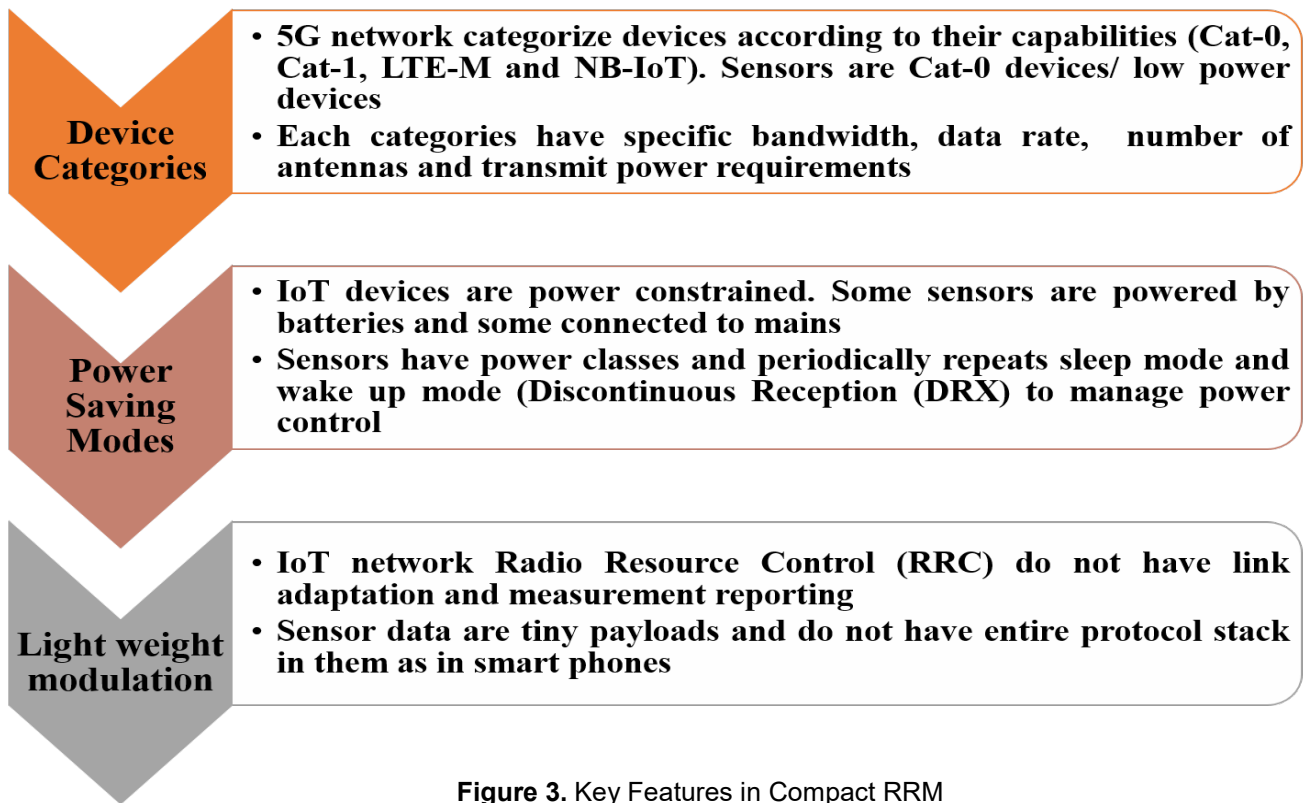 Device
Categories
• 5G network categorize devices according to their capabilities (Cat-0,
Cat-1, LTE-M and NB-IoT). Sensors are Cat-0 devices/ low power
devices
• Each categories have specific bandwidth, data rate, number of
antennas and transmit power requirements
Power
Saving
Modes
• IoT devices are power constrained. Some sensors are powered by
batteries and some connected to mains
• Sensors have power classes and periodically repeats sleep mode and
wake up mode (Discontinuous Reception (DRX) to manage power
control
Light weight
modulation
• IoT network Radio Resource Control (RRC) do not have link
adaptation and measurement reporting
• Sensor data are tiny payloads and do not have entire protocol stack
in them as in smart phones
Figure 3. Key Features in Compact RRM